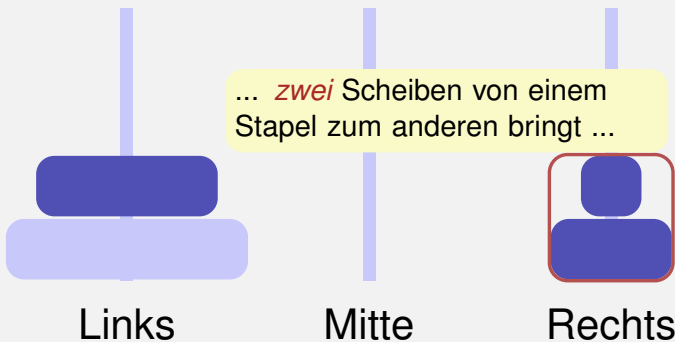 ... zwei Scheiben von einem
Stapel zum anderen bringt ...
Links Mitte Rechts